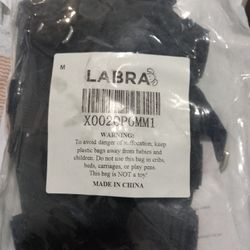 M
LABRA
X002QPGMM1
WARNING:
To avoid danger of suffocation, keep
plastic bags away from babies and
children. Do not use this bag in cribs,
beds, carriages, or play pens.
This bag is NOT a toy!
MADE IN CHINA